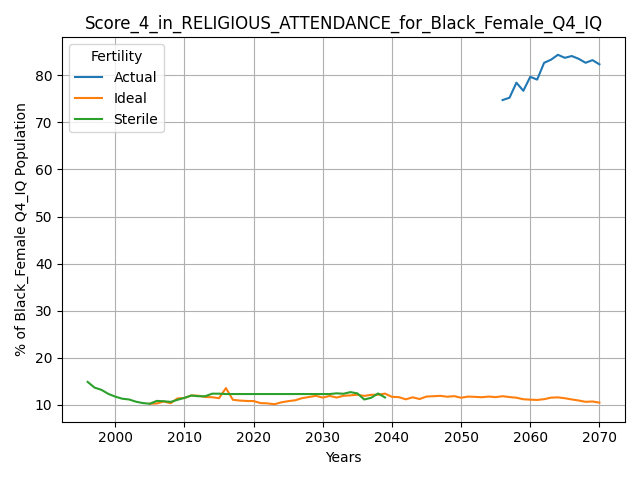 Score_4_in_RELIGIOUS_ATTENDANCE_for_Black_Female_Q4_IQ
Fertility
Actual
Ideal
Sterile
% of Black_Female Q4_IQ Population
80
70
60
50
40
30
20
10
2000 2010 2020 2030 2040 2050 2060 2070
Years